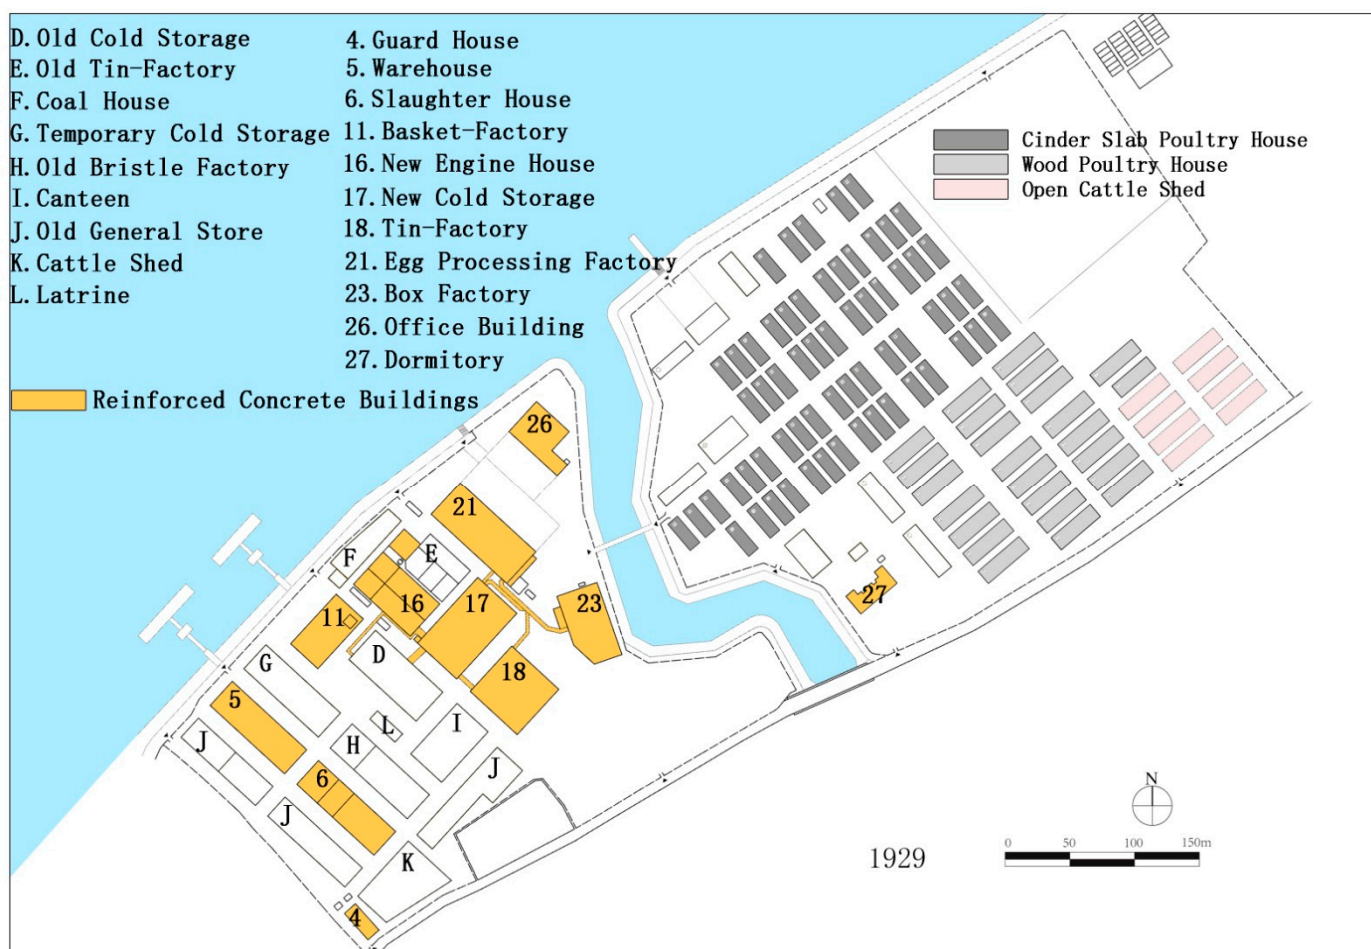 D.Old Cold Storage
E.Old Tin-Factory
F.Coal House
G.Temporary Cold Storage
H.Old Bristle Factory
I.Canteen
J.Old General Store
K.Cattle Shed
L.Latrine
4.Guard House
5.Warehouse
6.Slaughter House
11.Basket-Factory
16.New Engine House
17.New Cold Storage
18.Tin-Factory
21.Egg Processing Factory
23.Box Factory
26.Office Building
27.Dormitory
Reinforced Concrete Buildings
Cinder Slab Poultry House
Wood Poultry House
Open Cattle Shed
26
21
F
E
16
17
23
27
11
D
G
18
5
L
I
J
H
J
6
J
K
4
N
1929
0 50 100 150m